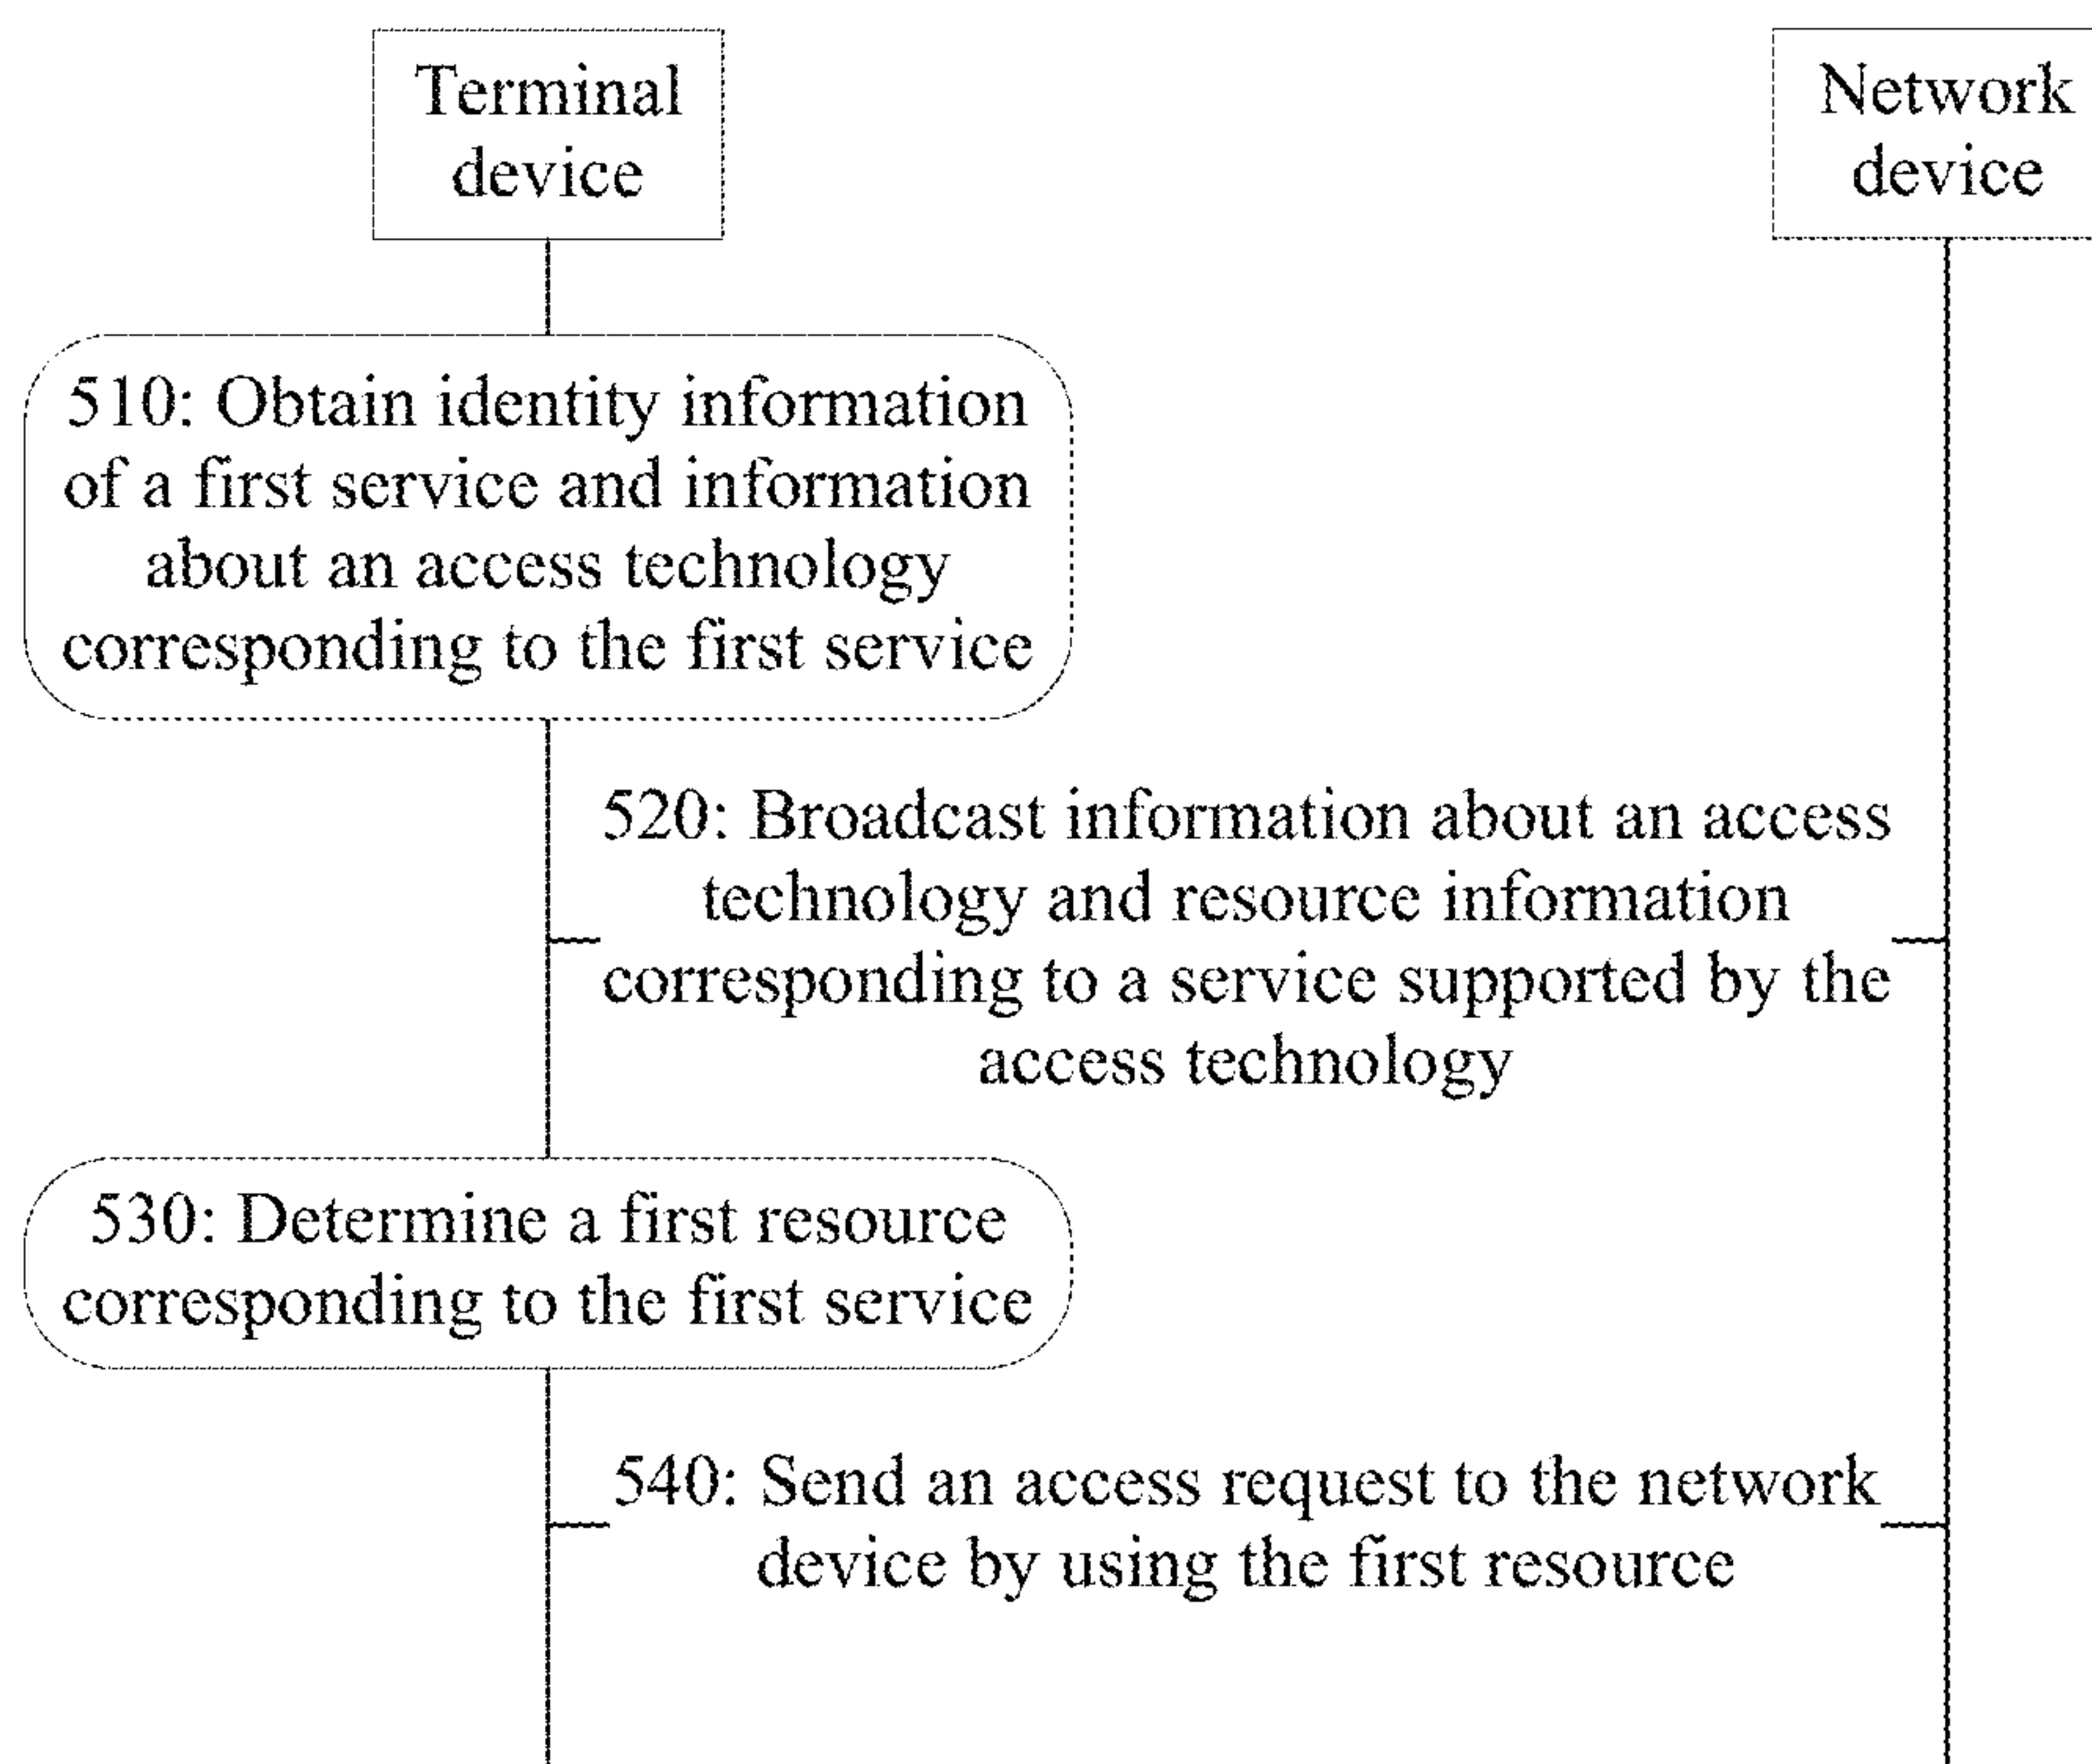 Terminal
device
Network
device
510: Obtain identity information
of a first service and information
about an access technology
corresponding to the first service
520: Broadcast information about an access
technology and resource information
corresponding to a service supported by the
access technology
530: Determine a first resource
corresponding to the first service
540: Send an access request to the network
device by using the first resource